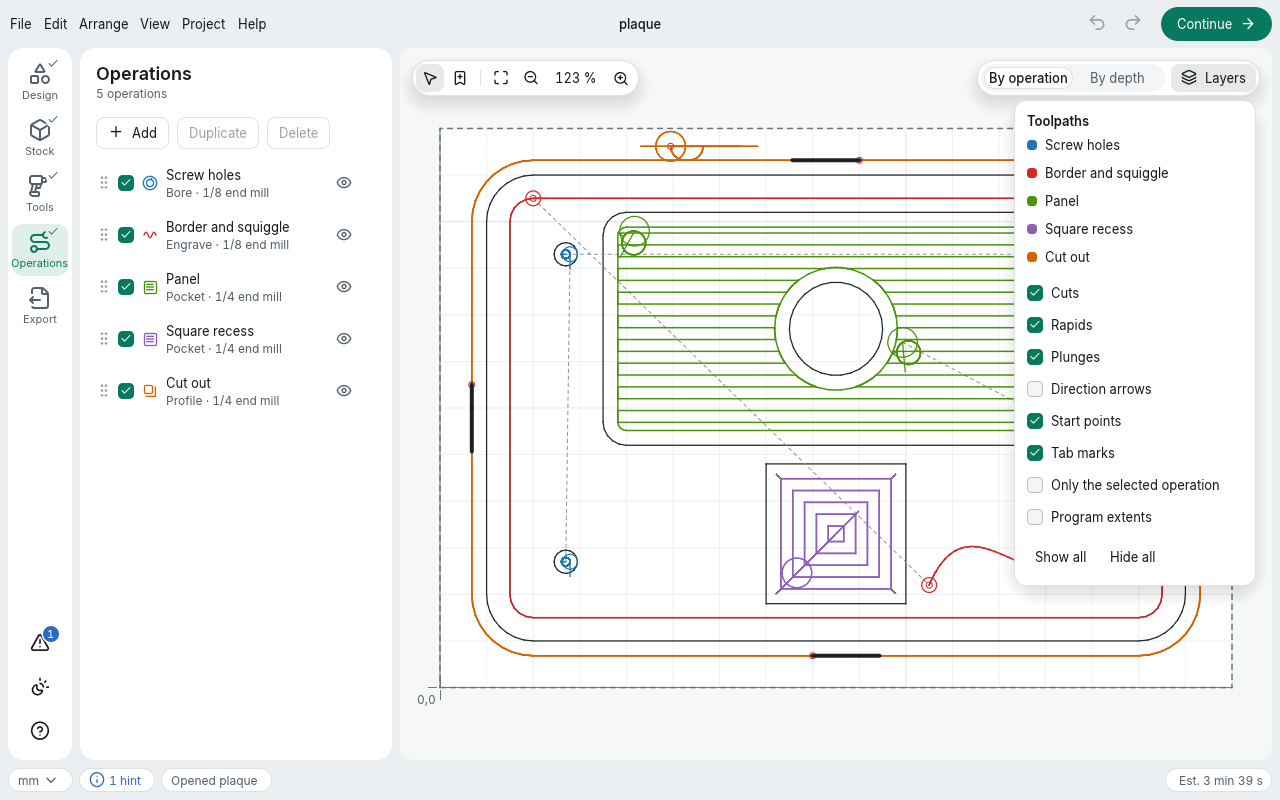 File Edit Arrange View Project Help
plaque
Continue
Design
Stock
Tools
Operations
Export
1
Operations
5 operations
Add
Duplicate
Delete
Screw holes
Bore · 1/8 end mill
Border and squiggle
Engrave · 1/8 end mill
Panel
Pocket · 1/4 end mill
Square recess
Pocket · 1/4 end mill
Cut out
Profile · 1/4 end mill
123 %
By operation
By depth
Layers
Toolpaths
Screw holes
Border and squiggle
Panel
Square recess
Cut out
Cuts
Rapids
Plunges
Direction arrows
Start points
Tab marks
Only the selected operation
Program extents
Show all
Hide all
0,0
mm
1 hint
Opened plaque
Est. 3 min 39 s